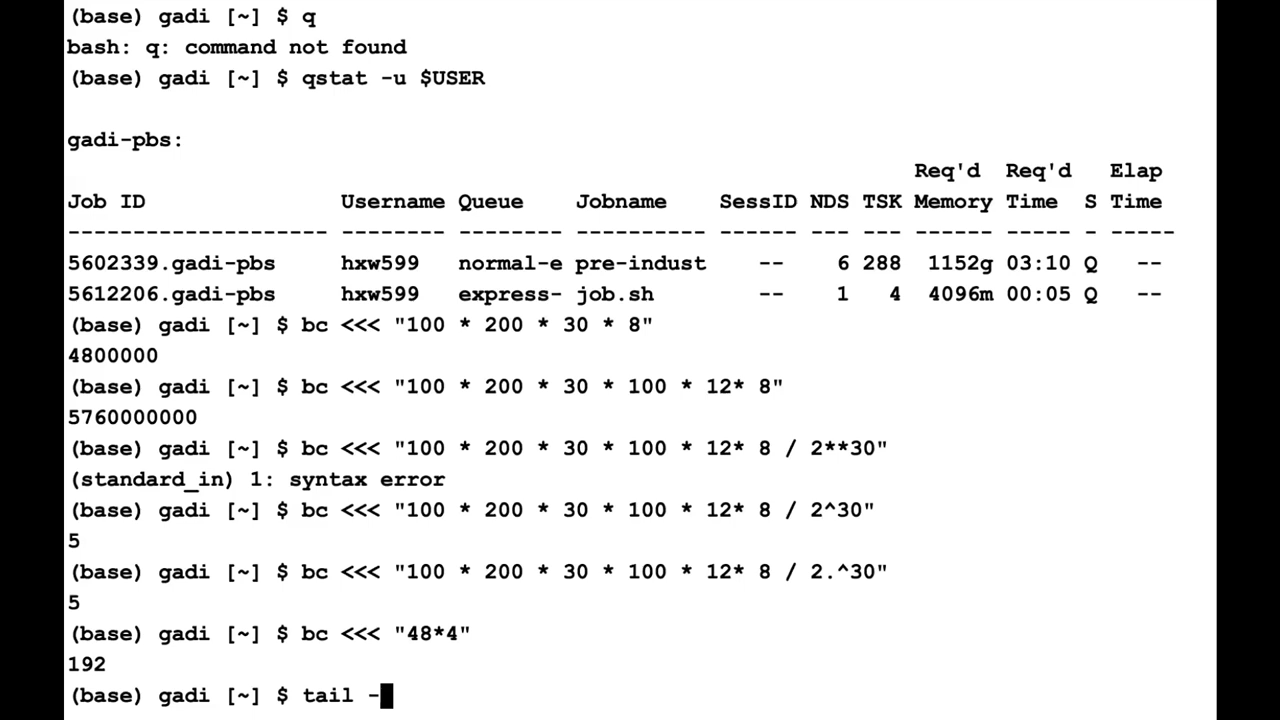 (base) gadi [~] $ q
bash: q: command not found
(base) gadi [~] $ qstat -u $USER
gadi-pbs:
Req'd Req'd Elap
Job ID Username Queue Jobname SessID NDS TSK Memory Time S Time
-------------------- -------- -------- ---------- ------ --- --- ------ ----- - -----
5602339.gadi-pbs hxw599 normal-e pre-indust -- 6 288 1152g 03:10 Q --
5612206.gadi-pbs hxw599 express- job.sh -- 1 4 4096m 00:05 Q --
(base) gadi [~] $ bc <<< "100 * 200 * 30 * 8"
4800000
(base) gadi [~] $ bc <<< "100 * 200 * 30 * 100 * 12* 8"
5760000000
(base) gadi [~] $ bc <<< "100 * 200 * 30 * 100 * 12* 8 / 2**30"
(standard_in) 1: syntax error
(base) gadi [~] $ bc <<< "100 * 200 * 30 * 100 * 12* 8 / 2^30"
5
(base) gadi [~] $ bc <<< "100 * 200 * 30 * 100 * 12* 8 / 2.^30"
5
(base) gadi [~] $ bc <<< "48*4"
192
(base) gadi [~] $ tail -